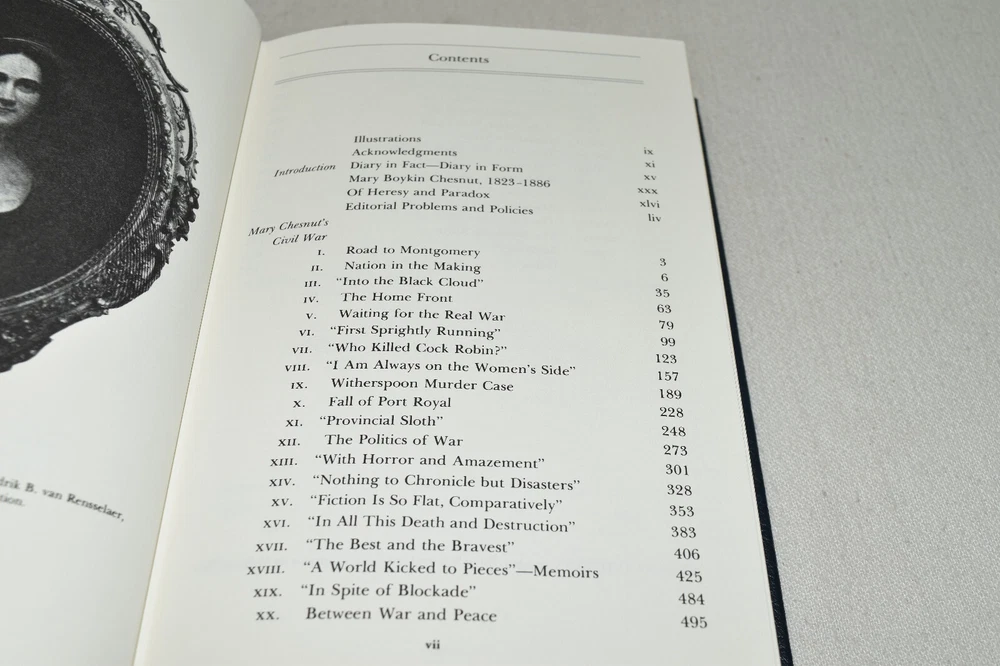 drik B. van Rensselaer,
tion.
Contents
Illustrations ix
Acknowledgments xi
Introduction Diary in Fact—Diary in Form xv
Mary Boykin Chesnut, 1823–1886 xxx
Of Heresy and Paradox xlvi
Editorial Problems and Policies liv
Mary Chesnut's
Civil War
I. Road to Montgomery 3
II. Nation in the Making 6
III. "Into the Black Cloud" 35
IV. The Home Front 63
V. Waiting for the Real War 79
VI. "First Sprightly Running" 99
VII. "Who Killed Cock Robin?" 123
VIII. "I Am Always on the Women's Side" 157
IX. Witherspoon Murder Case 189
X. Fall of Port Royal 228
XI. "Provincial Sloth" 248
XII. The Politics of War 273
XIII. "With Horror and Amazement" 301
XIV. "Nothing to Chronicle but Disasters" 328
XV. "Fiction Is So Flat, Comparatively" 353
XVI. "In All This Death and Destruction" 383
XVII. "The Best and the Bravest" 406
XVIII. "A World Kicked to Pieces"—Memoirs 425
XIX. "In Spite of Blockade" 484
XX. Between War and Peace 495
vii